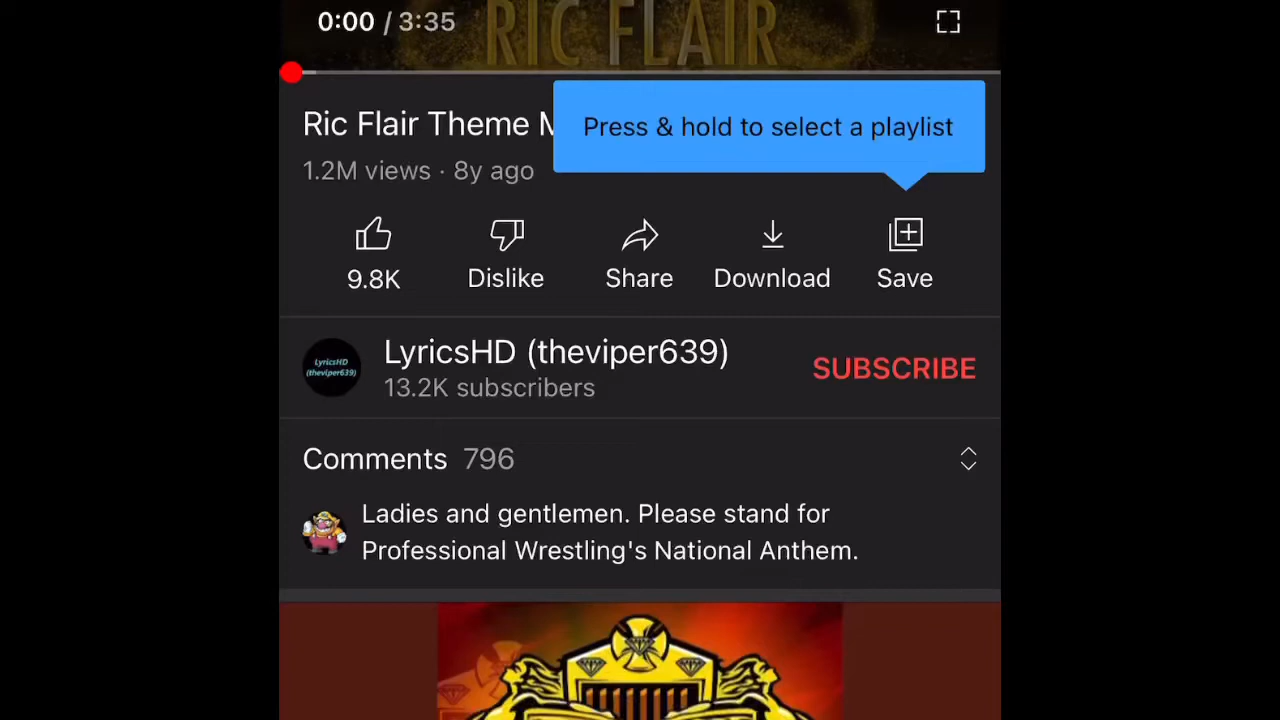 RIC FLAIR
0:00 / 3:35
Ric Flair Theme
Press & hold to select a playlist
1.2M views · 8y ago
9.8K
Dislike
Share
Download
Save
LyricsHD
(theviper639)
LyricsHD (theviper639)
13.2K subscribers
SUBSCRIBE
Comments 796
Ladies and gentlemen. Please stand for
Professional Wrestling's National Anthem.